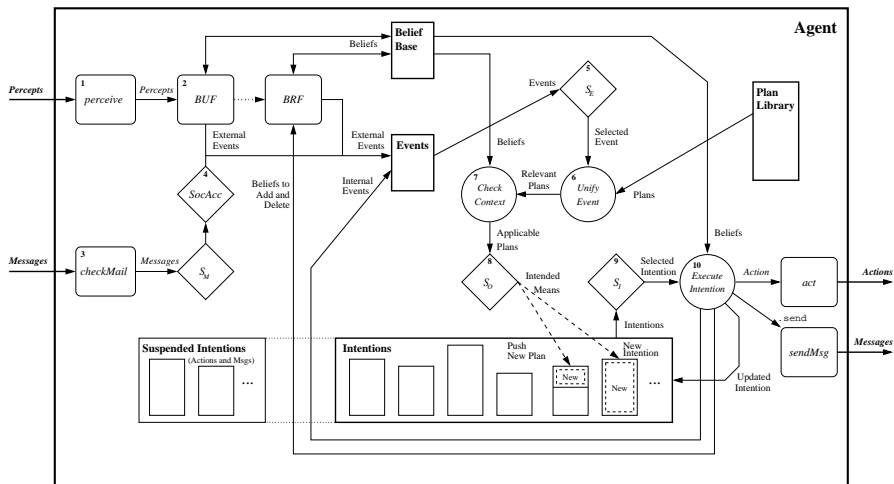 Agent
Belief
Base
Beliefs
1
perceive
Percepts
Percepts
2
BUF
BRF
5
S_E
Events
Plan
Library
External
Events
External
Events
Events
Selected
Event
Beliefs
4
SocAcc
Beliefs to
Add and
Delete
Internal
Events
7
Check
Context
Relevant
Plans
6
Unify
Event
Plans
Applicable
Plans
Beliefs
Messages
3
checkMail
Messages
S_M
8
S_O
Intended
Means
9
S_I
Selected
Intention
10
Execute
Intention
Action
act
Actions
.send
sendMsg
Messages
Intentions
Suspended Intentions
(Actions and Msgs)
...
Intentions
Push
New Plan
New
Intention
New
New
...
Updated
Intention